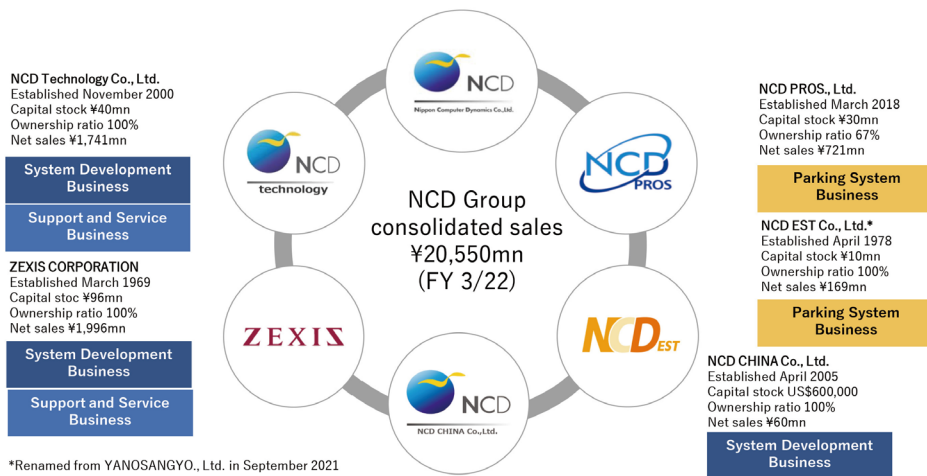 NCD Technology Co., Ltd.
Established November 2000
Capital stock ¥40mn
Ownership ratio 100%
Net sales ¥1,741mn
System Development
Business
Support and Service
Business
ZEXIS CORPORATION
Established March 1969
Capital stoc ¥96mn
Ownership ratio 100%
Net sales ¥1,996mn
System Development
Business
Support and Service
Business
*Renamed from YANOSANGYO., Ltd. in September 2021
NCD
Nippon Computer Dynamics Co.,Ltd.
NCD
technology
NCD
PROS
NCD Group
consolidated sales
¥20,550mn
(FY 3/22)
ZEXIS
NCD EST
NCD
NCD CHINA Co.,Ltd.
NCD PROS., Ltd.
Established March 2018
Capital stock ¥30mn
Ownership ratio 67%
Net sales ¥721mn
Parking System
Business
NCD EST Co., Ltd.*
Established April 1978
Capital stock ¥10mn
Ownership ratio 100%
Net sales ¥169mn
Parking System
Business
NCD CHINA Co., Ltd.
Established April 2005
Capital stock US$600,000
Ownership ratio 100%
Net sales ¥60mn
System Development
Business